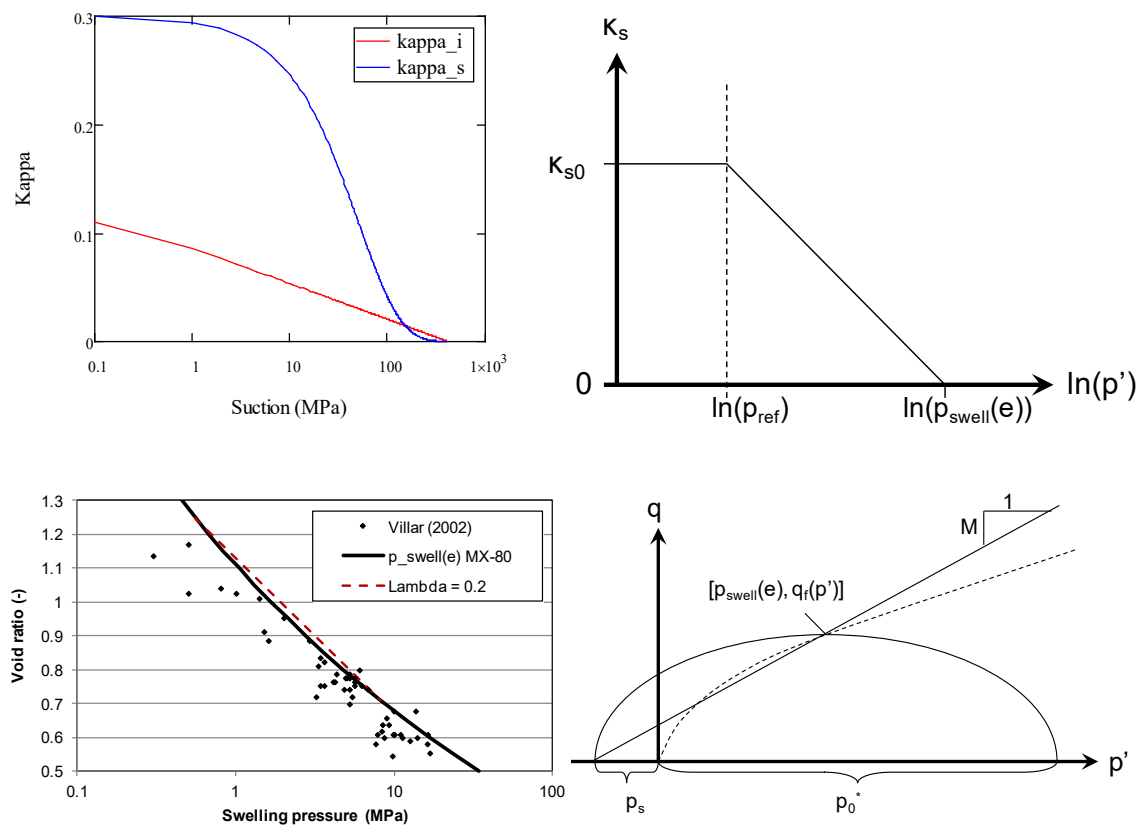 0.3
0.2
0.1
0
Kappa
kappa_i
kappa_s
0.1
1
10
100
1×10³
Suction (MPa)
κs
κs0
0
ln(pref)
ln(pswell(e))
ln(p')
1.3
1.2
1.1
1
0.9
0.8
0.7
0.6
0.5
Void ratio (-)
Villar (2002)
p_swell(e) MX-80
Lambda = 0.2
0.1
1
10
100
Swelling pressure (MPa)
q
1
M
[pswell(e), qf(p')]
p'
ps
p0*